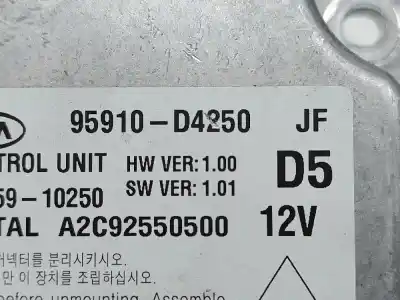 95910-D4250 JF
TROL UNIT HW VER: 1.00 D5
59-10250 SW VER: 1.01
TAL A2C92550500 12V
커넥터를 분리시키시오.
만 이 장치를 조립하십시오
before unmounting. Assemble